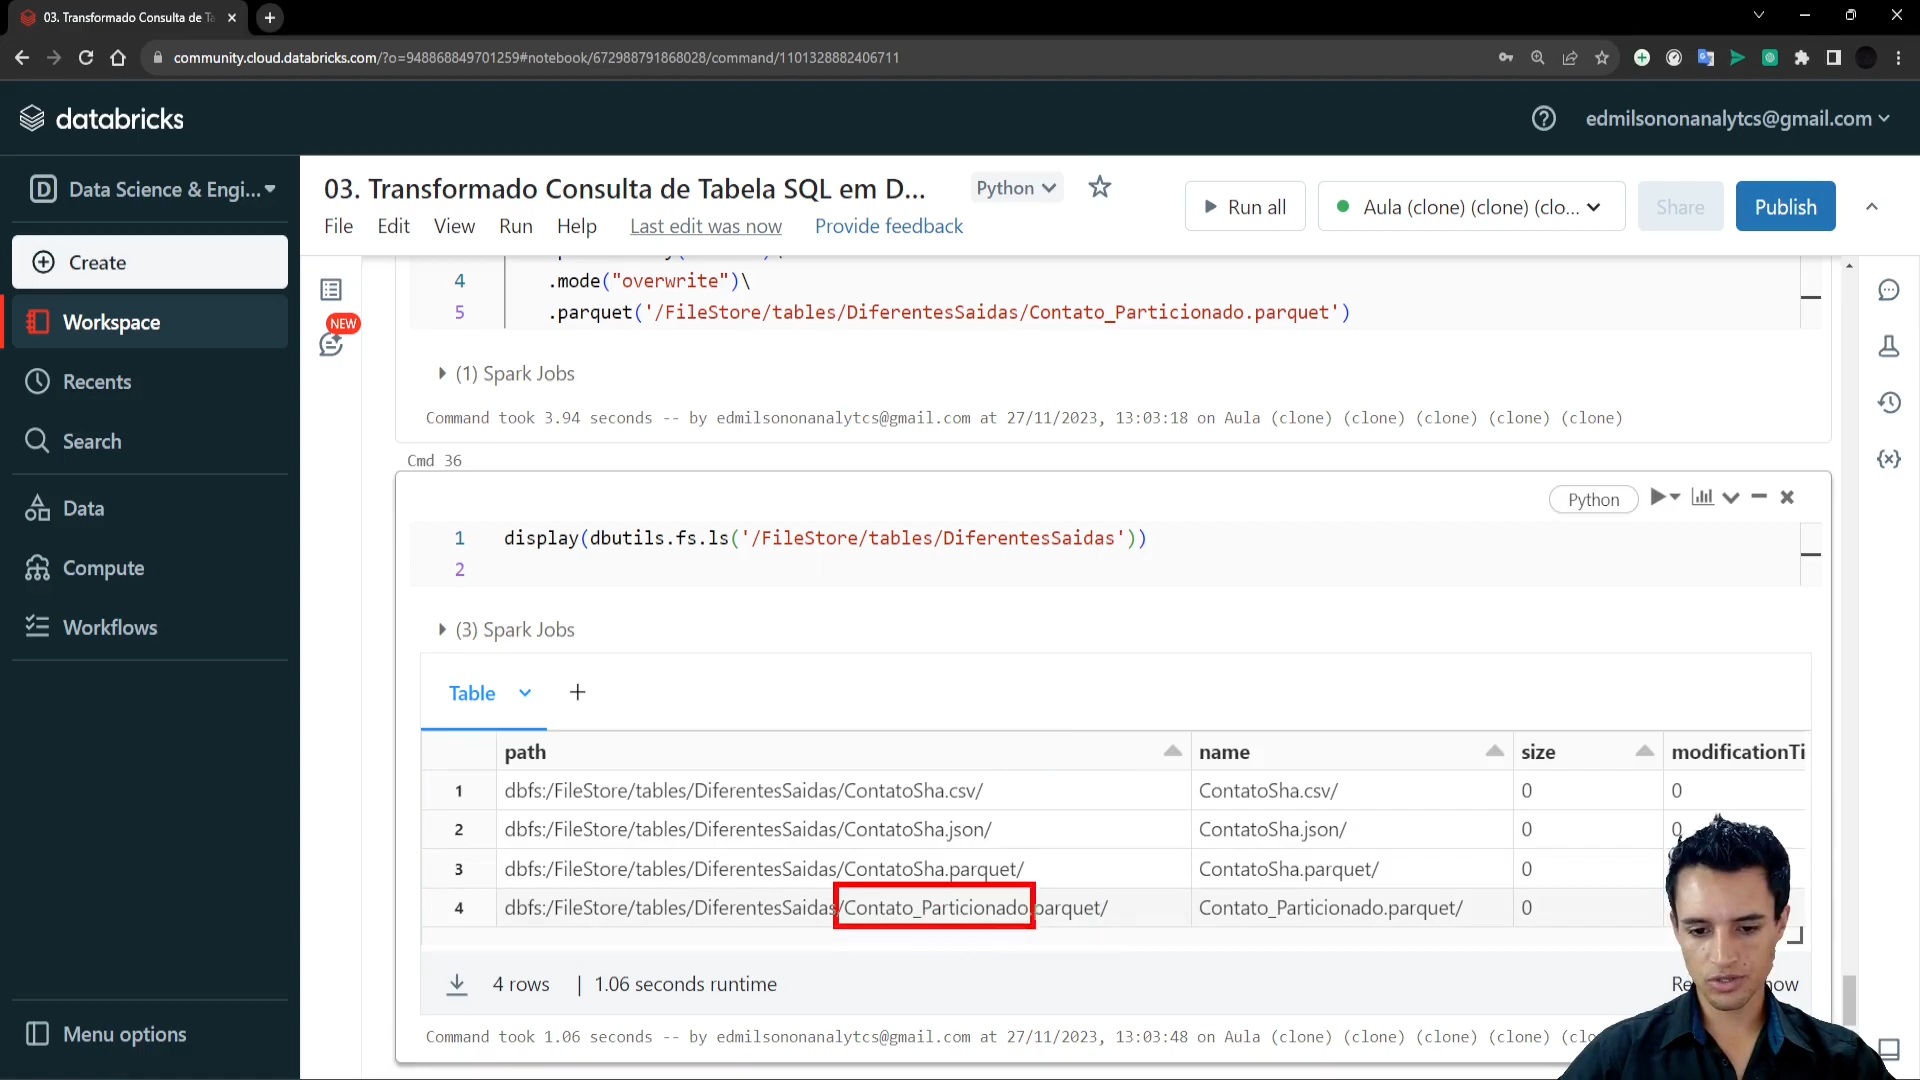 03. Transformado Consulta de Ta
community.cloud.databricks.com/?o=948868849701259#notebook/672988791868028/command/1101328882406711
databricks
edmilsononanalytcs@gmail.com
D Data Science & Engi...
03. Transformado Consulta de Tabela SQL em D...
Python
Run all
Aula (clone) (clone) (clo...
Share
Publish
File Edit View Run Help Last edit was now Provide feedback
Create
Workspace
Recents
Search
Data
Compute
Workflows
Menu options
NEW
4 .mode("overwrite")\
5 .parquet('/FileStore/tables/DiferentesSaidas/Contato_Particionado.parquet')
(1) Spark Jobs
Command took 3.94 seconds -- by edmilsononanalytcs@gmail.com at 27/11/2023, 13:03:18 on Aula (clone) (clone) (clone) (clone) (clone)
Cmd 36
Python
1 display(dbutils.fs.ls('/FileStore/tables/DiferentesSaidas'))
2
(3) Spark Jobs
Table
path name size modificationTi
1 dbfs:/FileStore/tables/DiferentesSaidas/ContatoSha.csv/ ContatoSha.csv/ 0 0
2 dbfs:/FileStore/tables/DiferentesSaidas/ContatoSha.json/ ContatoSha.json/ 0 0
3 dbfs:/FileStore/tables/DiferentesSaidas/ContatoSha.parquet/ ContatoSha.parquet/ 0
4 dbfs:/FileStore/tables/DiferentesSaidas/Contato_Particionado.parquet/ Contato_Particionado.parquet/ 0
4 rows | 1.06 seconds runtime
Command took 1.06 seconds -- by edmilsononanalytcs@gmail.com at 27/11/2023, 13:03:48 on Aula (clone) (clone) (clone) (clone)